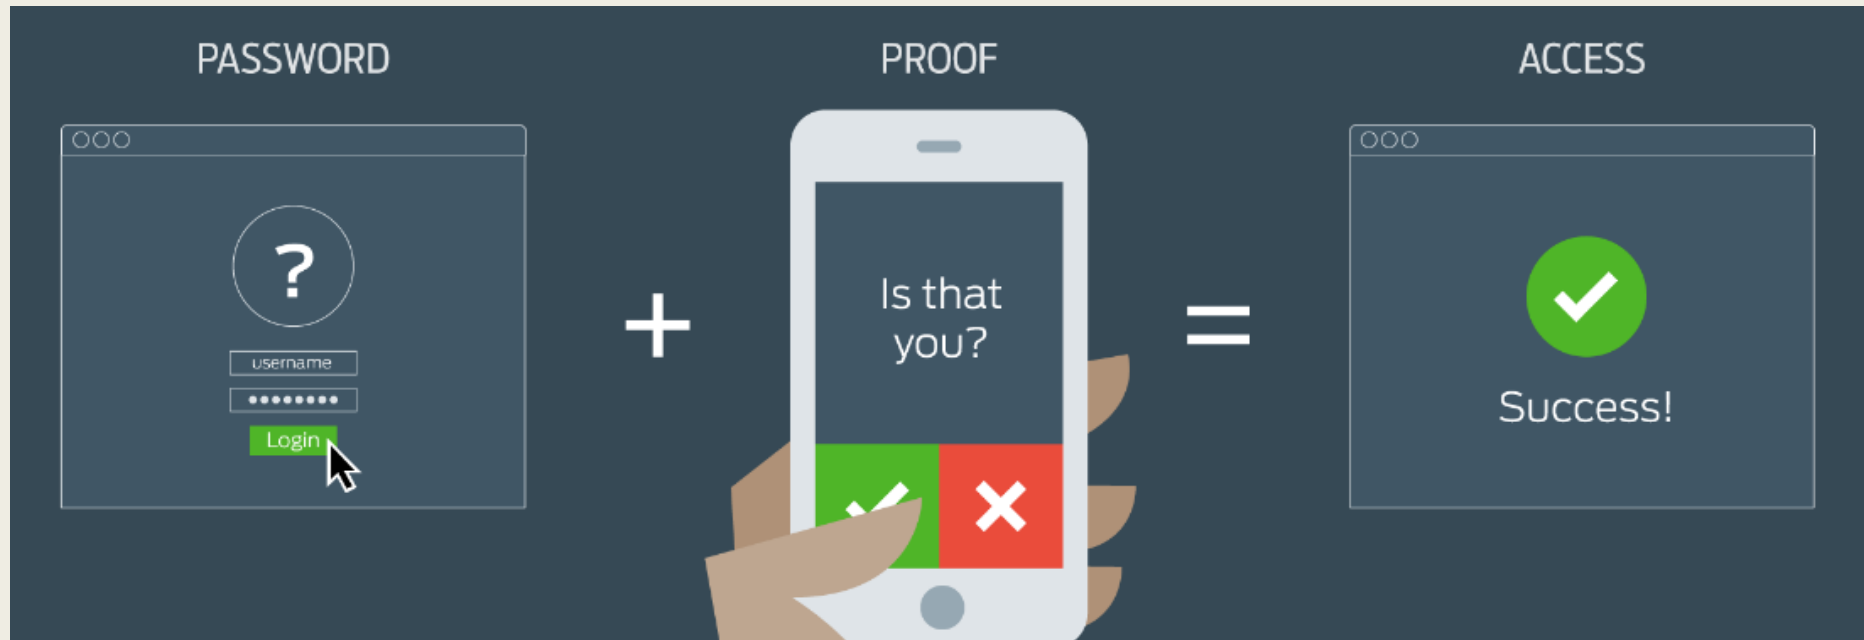 PASSWORD
PROOF
ACCESS
?
username
••••••••
Login
+
Is that
you?
=
Success!